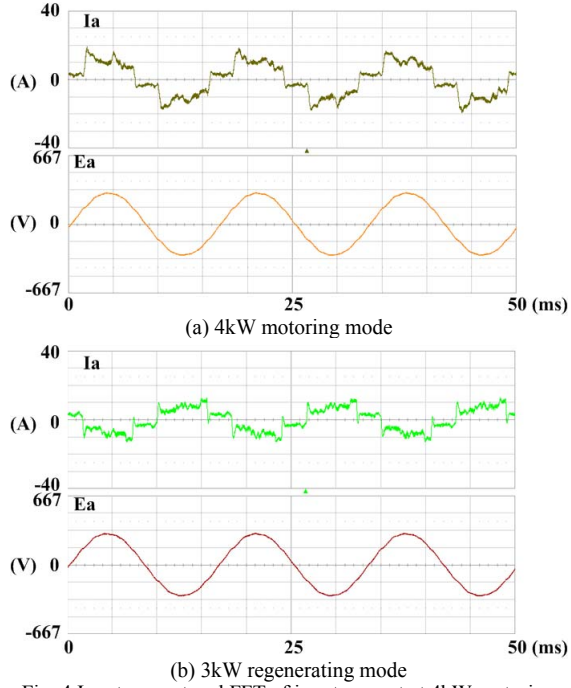 40
Ia
(A) 0
-40
667
Ea
(V) 0
-667
0 25 50 (ms)
(a) 4kW motoring mode
40
Ia
(A) 0
-40
667
Ea
(V) 0
-667
0 25 50 (ms)
(b) 3kW regenerating mode